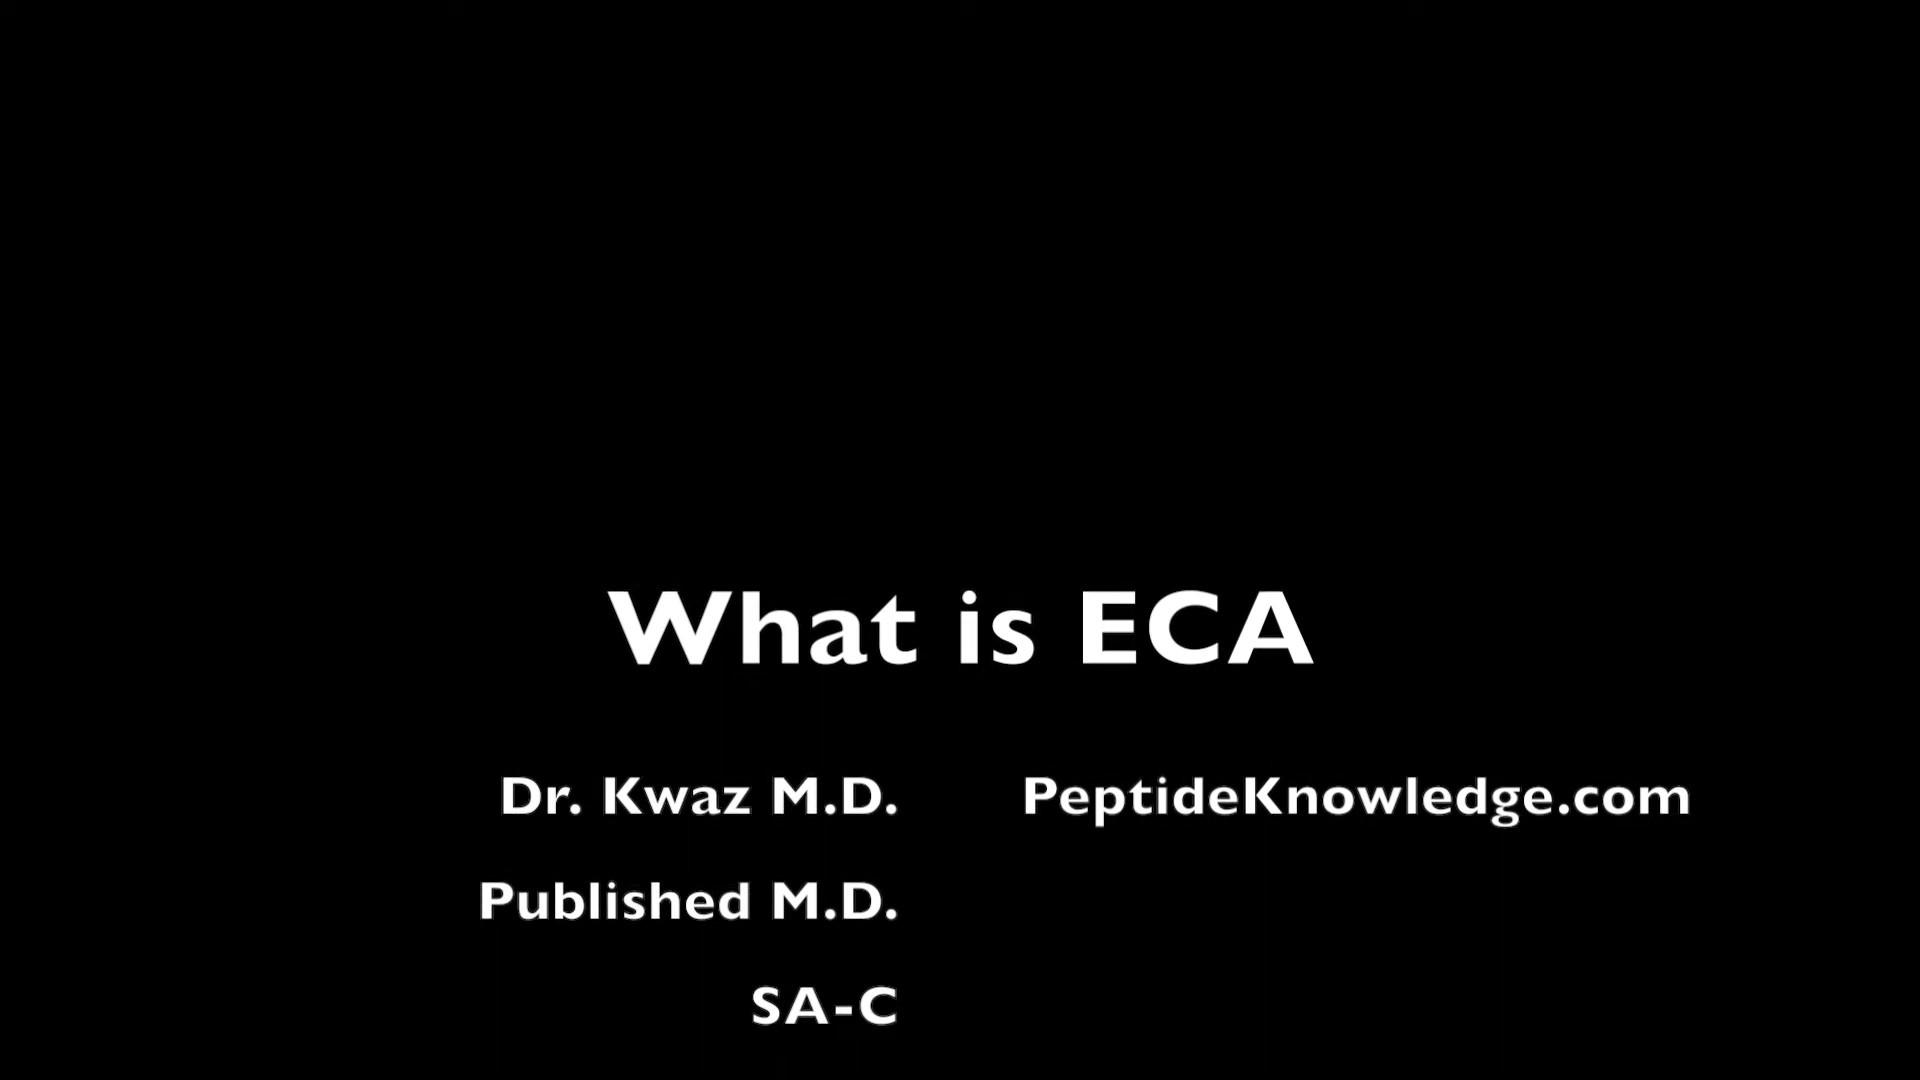 What is ECA
Dr. Kwaz M.D. PeptideKnowledge.com
Published M.D.
SA-C